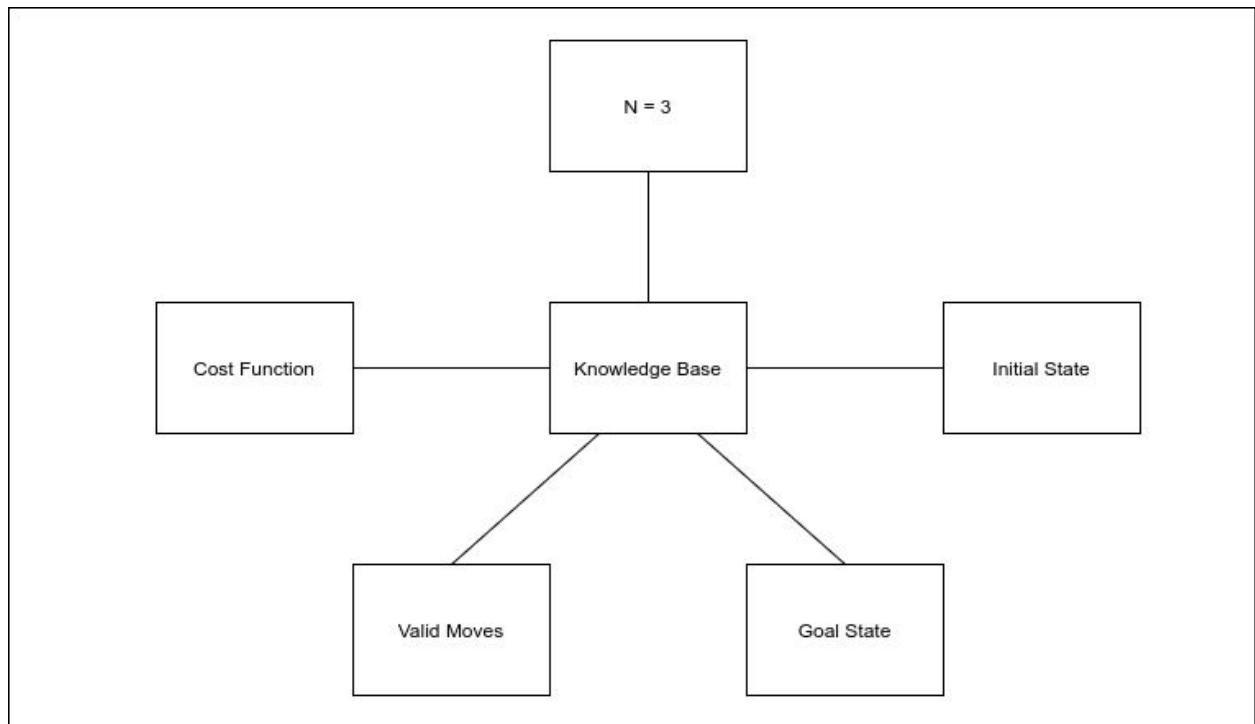 N = 3
Cost Function
Knowledge Base
Initial State
Valid Moves
Goal State